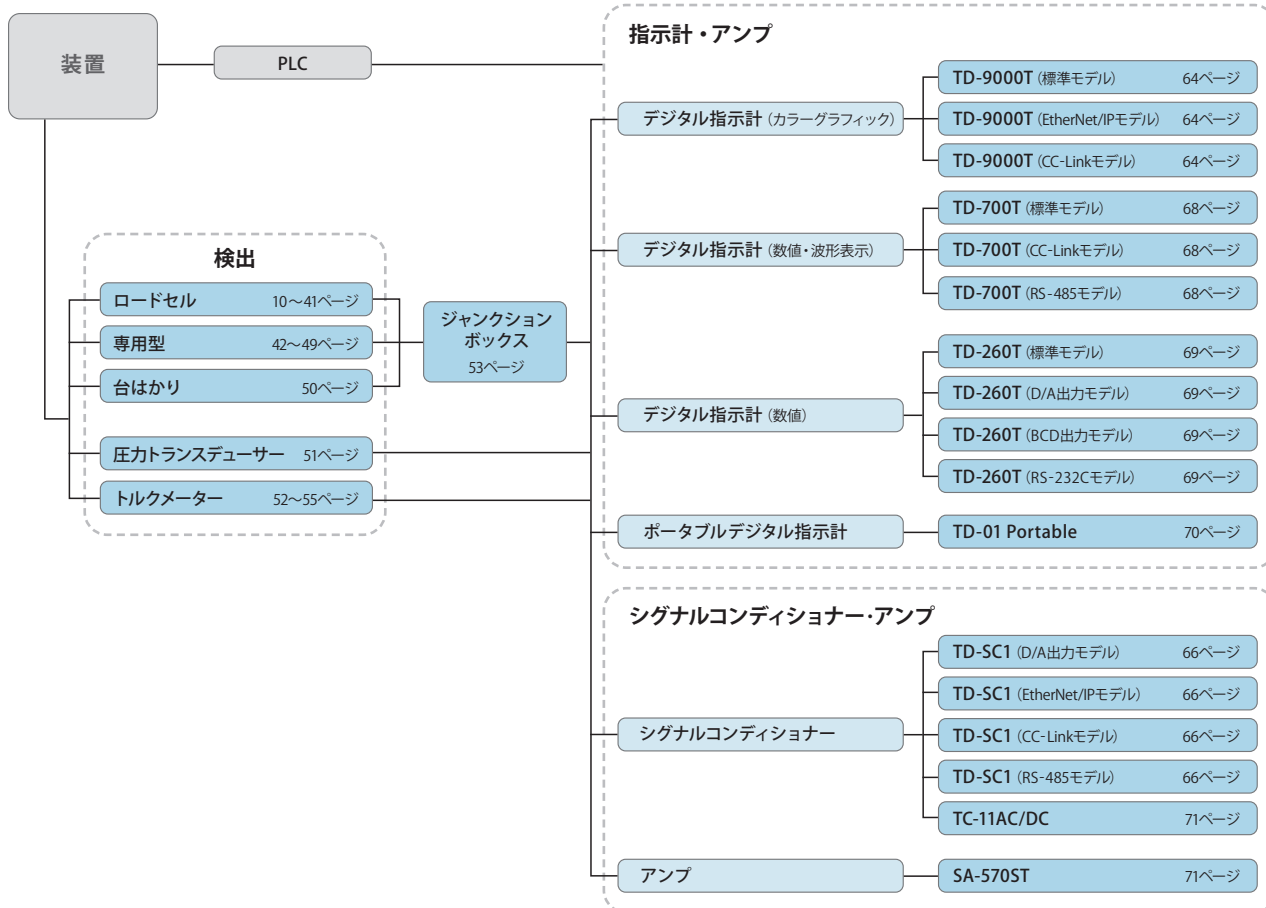 装置
PLC
検出
ロードセル 10〜41ページ
専用型 42〜49ページ
台はかり 50ページ
圧力トランスデューサー 51ページ
トルクメーター 52〜55ページ
ジャンクション
ボックス
53ページ
指示計・アンプ
デジタル指示計（カラーグラフィック）
TD-9000T（標準モデル） 64ページ
TD-9000T（EtherNet/IPモデル） 64ページ
TD-9000T（CC-Linkモデル） 64ページ
デジタル指示計（数値・波形表示）
TD-700T（標準モデル） 68ページ
TD-700T（CC-Linkモデル） 68ページ
TD-700T（RS-485モデル） 68ページ
デジタル指示計（数値）
TD-260T（標準モデル） 69ページ
TD-260T（D/A出力モデル） 69ページ
TD-260T（BCD出力モデル） 69ページ
TD-260T（RS-232Cモデル） 69ページ
ポータブルデジタル指示計
TD-01 Portable 70ページ
シグナルコンディショナー・アンプ
シグナルコンディショナー
TD-SC1（D/A出力モデル） 66ページ
TD-SC1（EtherNet/IPモデル） 66ページ
TD-SC1（CC-Linkモデル） 66ページ
TD-SC1（RS-485モデル） 66ページ
TC-11AC/DC 71ページ
アンプ
SA-570ST 71ページ